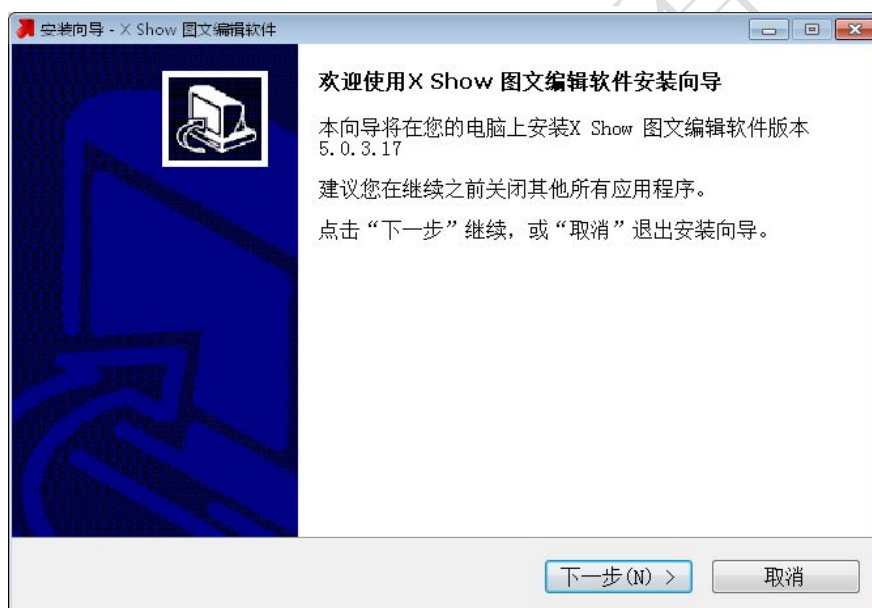 安装向导 - X Show 图文编辑软件
欢迎使用X Show 图文编辑软件安装向导
本向导将在您的电脑上安装X Show 图文编辑软件版本
5.0.3.17
建议您在继续之前关闭其他所有应用程序。
点击“下一步”继续，或“取消”退出安装向导。
下一步(N) >
取消